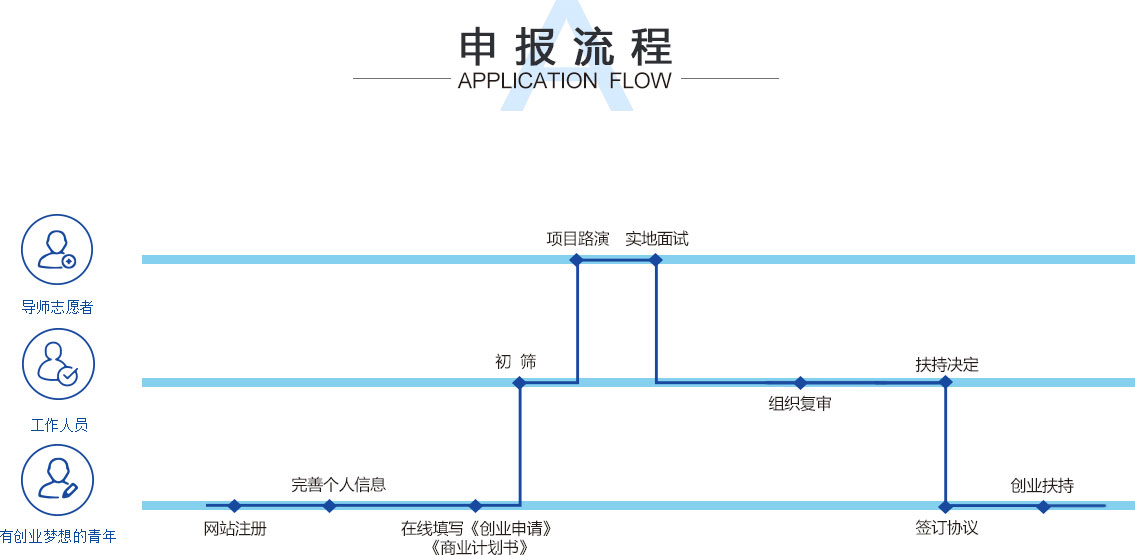 申报流程
APPLICATION FLOW
项目路演 实地面试
导师志愿者
初 筛
扶持决定
组织复审
工作人员
完善个人信息
创业扶持
网站注册
在线填写《创业申请》
《商业计划书》
签订协议
有创业梦想的青年